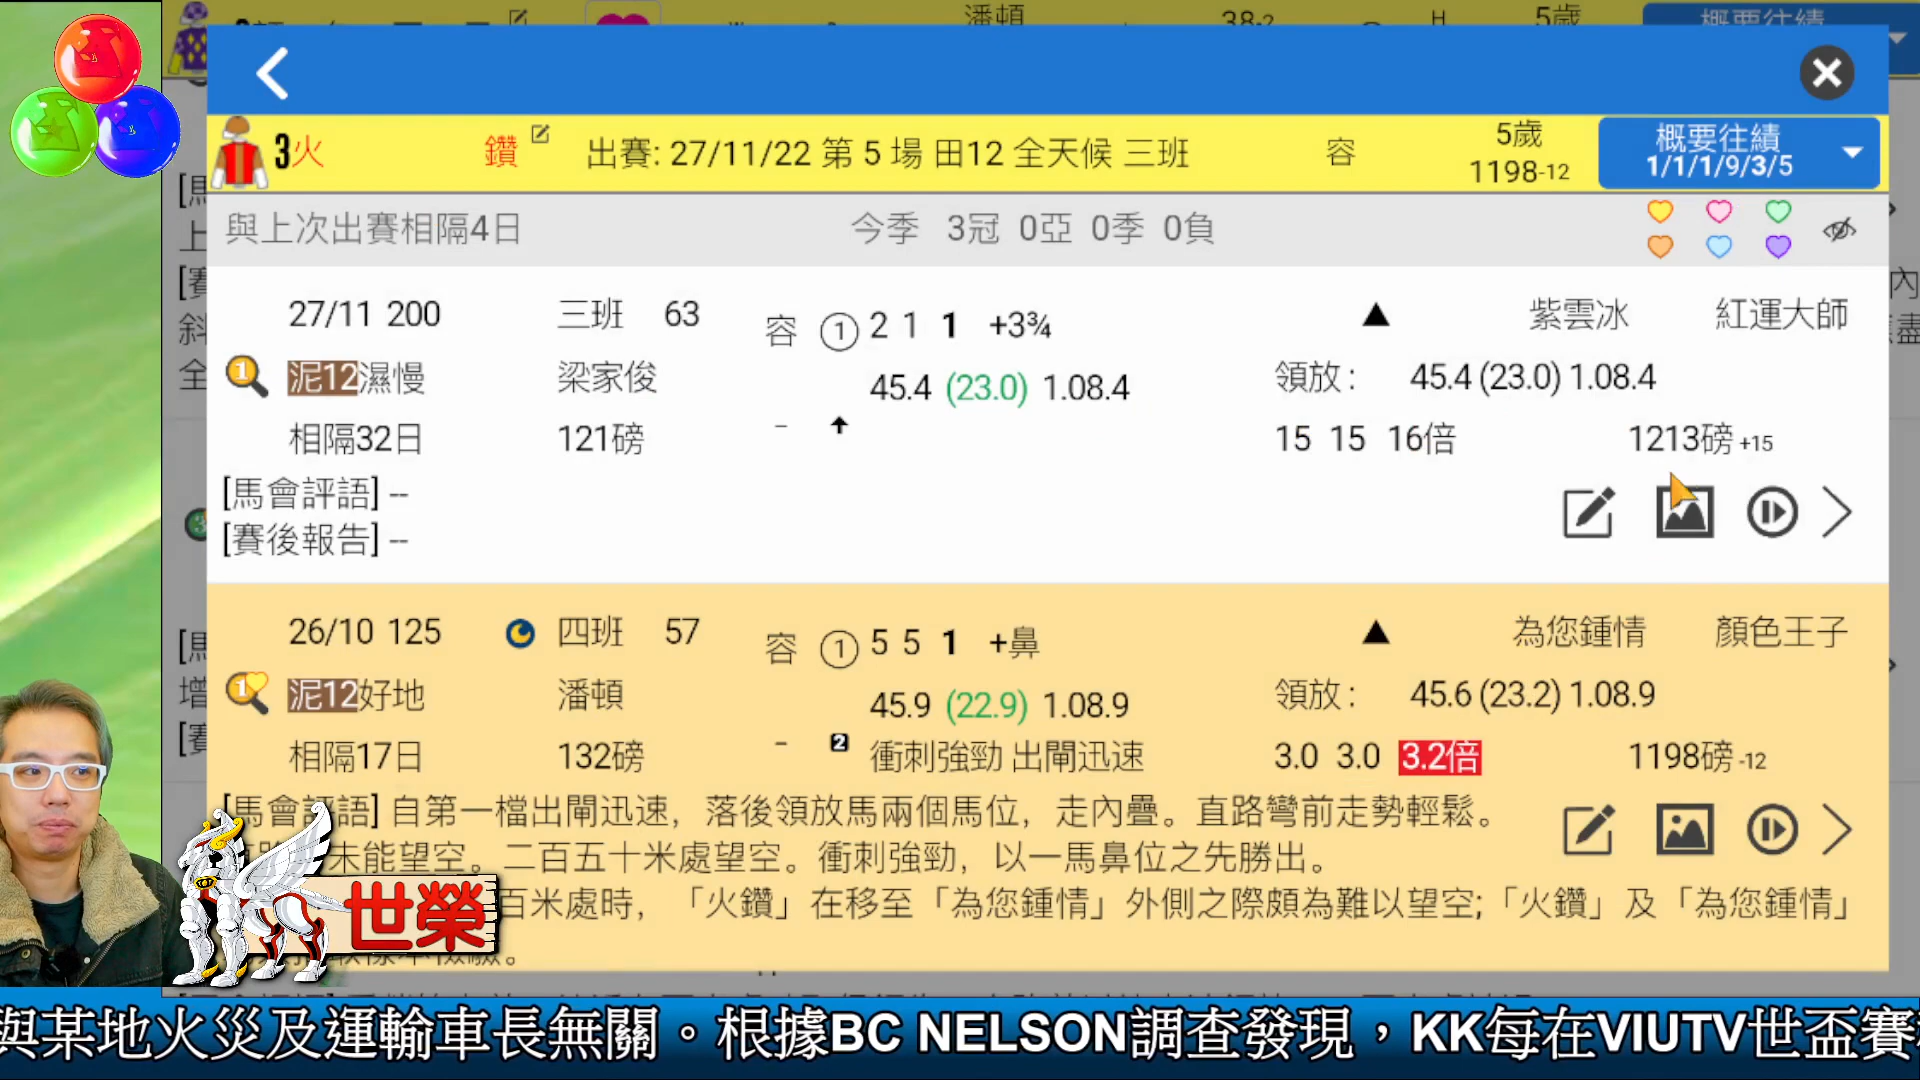 潘頓 38-2 H 5歲 概要往績
3火鑽 出賽: 27/11/22 第 5 場 田12 全天候 三班 容 5歲 1198-12 概要往績 1/1/1/9/3/5
與上次出賽相隔4日 今季 3冠 0亞 0季 0負
27/11 200 三班 63 容 ① 2 1 1 +3¾ ▲ 紫雲冰 紅運大師
泥12濕慢 梁家俊 45.4 (23.0) 1.08.4 領放 : 45.4 (23.0) 1.08.4
相隔32日 121磅 – 15 15 16倍 1213磅 +15
[馬會評語] --
[賽後報告] --
26/10 125 四班 57 容 ① 5 5 1 +鼻 ▲ 為您鍾情 顏色王子
泥12好地 潘頓 45.9 (22.9) 1.08.9 領放 : 45.6 (23.2) 1.08.9
相隔17日 132磅 – 2 衝刺強勁 出閘迅速 3.0 3.0 3.2倍 1198磅 -12
[馬會評語] 自第一檔出閘迅速，落後領放馬兩個馬位，走內疊。直路彎前走勢輕鬆。
未能望空。二百五十米處望空。衝刺強勁，以一馬鼻位之先勝出。
百米處時，「火鑽」在移至「為您鍾情」外側之際頗為難以望空;「火鑽」及「為您鍾情」
世榮
與某地火災及運輸車長無關。根據BC NELSON調查發現，KK每在VIUTV世盃賽